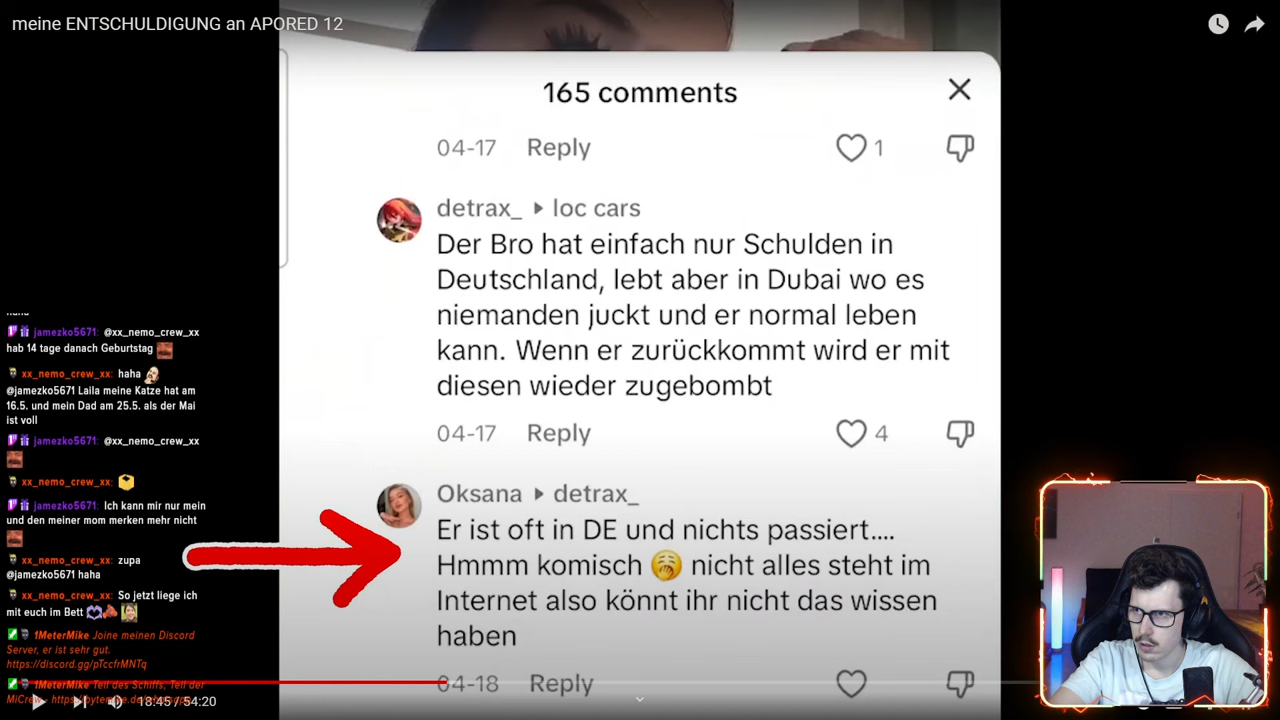 meine ENTSCHULDIGUNG an APORED 12
165 comments
04-17 Reply 1
detrax_ ▸ loc cars
Der Bro hat einfach nur Schulden in
Deutschland, lebt aber in Dubai wo es
niemanden juckt und er normal leben
kann. Wenn er zurückkommt wird er mit
diesen wieder zugebombt
04-17 Reply 4
Oksana ▸ detrax_
Er ist oft in DE und nichts passiert....
Hmmm komisch 🥱 nicht alles steht im
Internet also könnt ihr nicht das wissen
haben
04-18 Reply
jamezko5671: @xx_nemo_crew_xx
hab 14 tage danach Geburtstag
xx_nemo_crew_xx: haha
@jamezko5671 Laila meine Katze hat am
16.5. und mein Dad am 25.5. als der Mai
ist voll
jamezko5671: @xx_nemo_crew_xx
xx_nemo_crew_xx:
jamezko5671: Ich kann mir nur mein
und den meiner mom merken mehr nicht
xx_nemo_crew_xx: zupa
@jamezko5671 haha
xx_nemo_crew_xx: So jetzt liege ich
mit euch im Bett
1MeterMike Joine meinen Discord
Server, er ist sehr gut.
https://discord.gg/pTccfrMNTq
1MeterMike Teil des Schiffs, Teil der
18:45 / 54:20